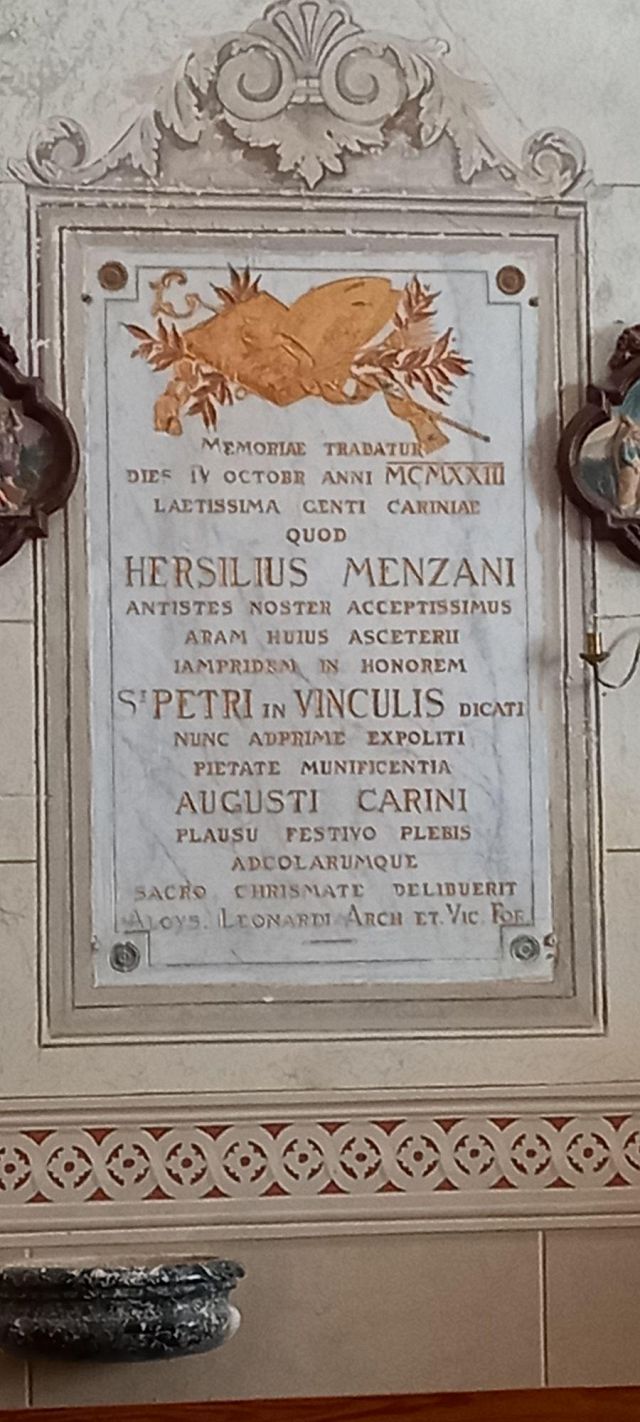 MEMORIAE TRADATUR
DIES IV OCTOBR ANNI MCMXXIII
LAETISSIMA GENTI CARINIAE
QUOD
HERSILIUS MENZANI
ANTISTES NOSTER ACCEPTISSIMUS
ARAM HUIUS ASCETERII
IAMPRIDEM IN HONOREM
S.TI PETRI IN VINCULIS DICATI
NUNC ADPRIME EXPOLITI
PIETATE MUNIFICENTIA
AUGUSTI CARINI
PLAUSU FESTIVO PLEBIS
ADCOLARUMQUE
SACRO CHRISMATE DELIBUERIT
ALOYS. LEONARDI ARCH ET. VIC. FOR.